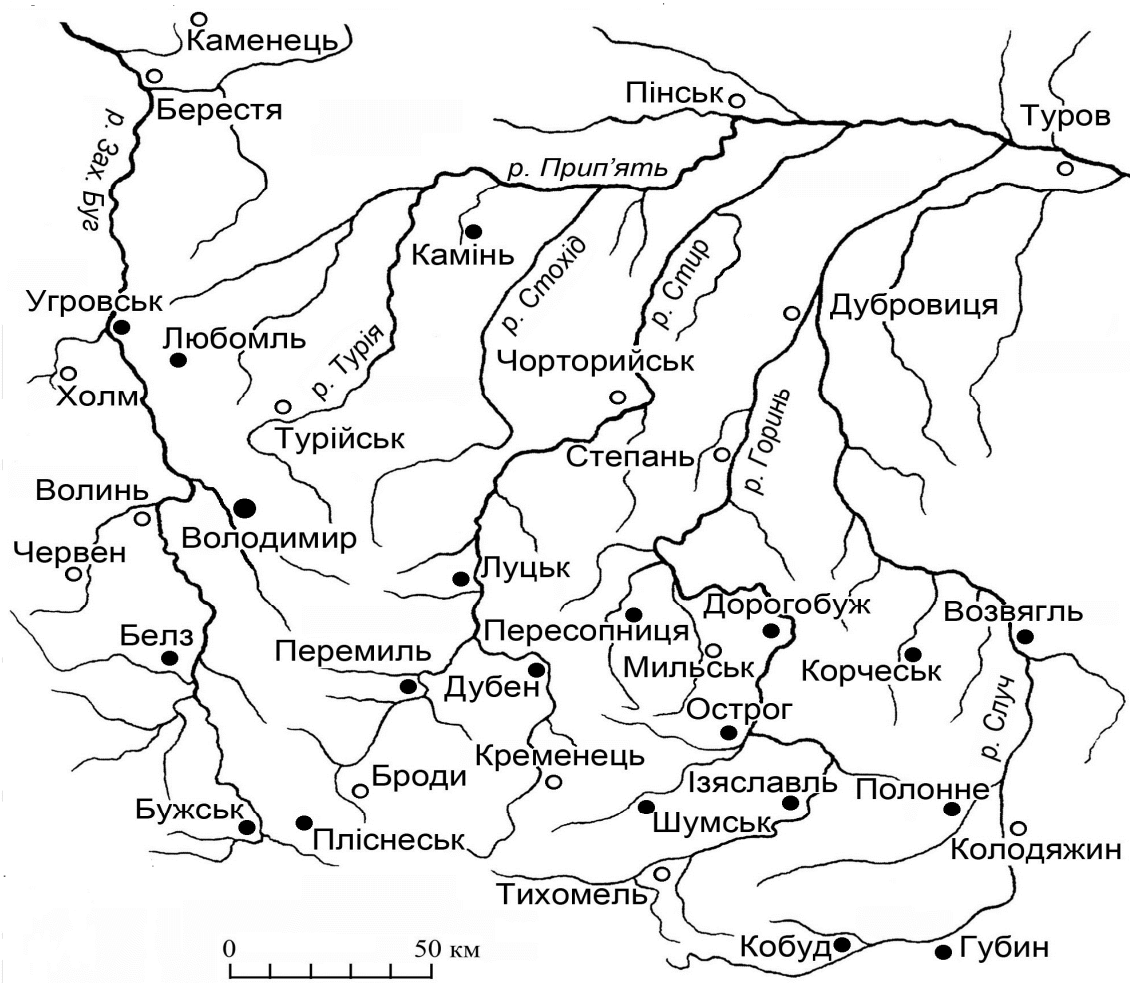 Каменець
Берестя
Пінськ
Туров
р. Зах. Буг
р. Прип’ять
Камінь
р. Стохід
р. Стир
Угровськ
Любомль
Дубровиця
р. Турія
Чорторийськ
Холм
Турійськ
Степань
р. Горинь
Волинь
Володимир
Червен
Луцьк
Дорогобуж
Возвягль
Белз
Перемиль
Пересопниця
Мильськ
Корчеськ
Дубен
Острог
р. Случ
Кременець
Броди
Ізяславль
Полонне
Бужськ
Пліснеськ
Шумськ
Колодяжин
Тихомель
Кобуд
Губин
0 50 км